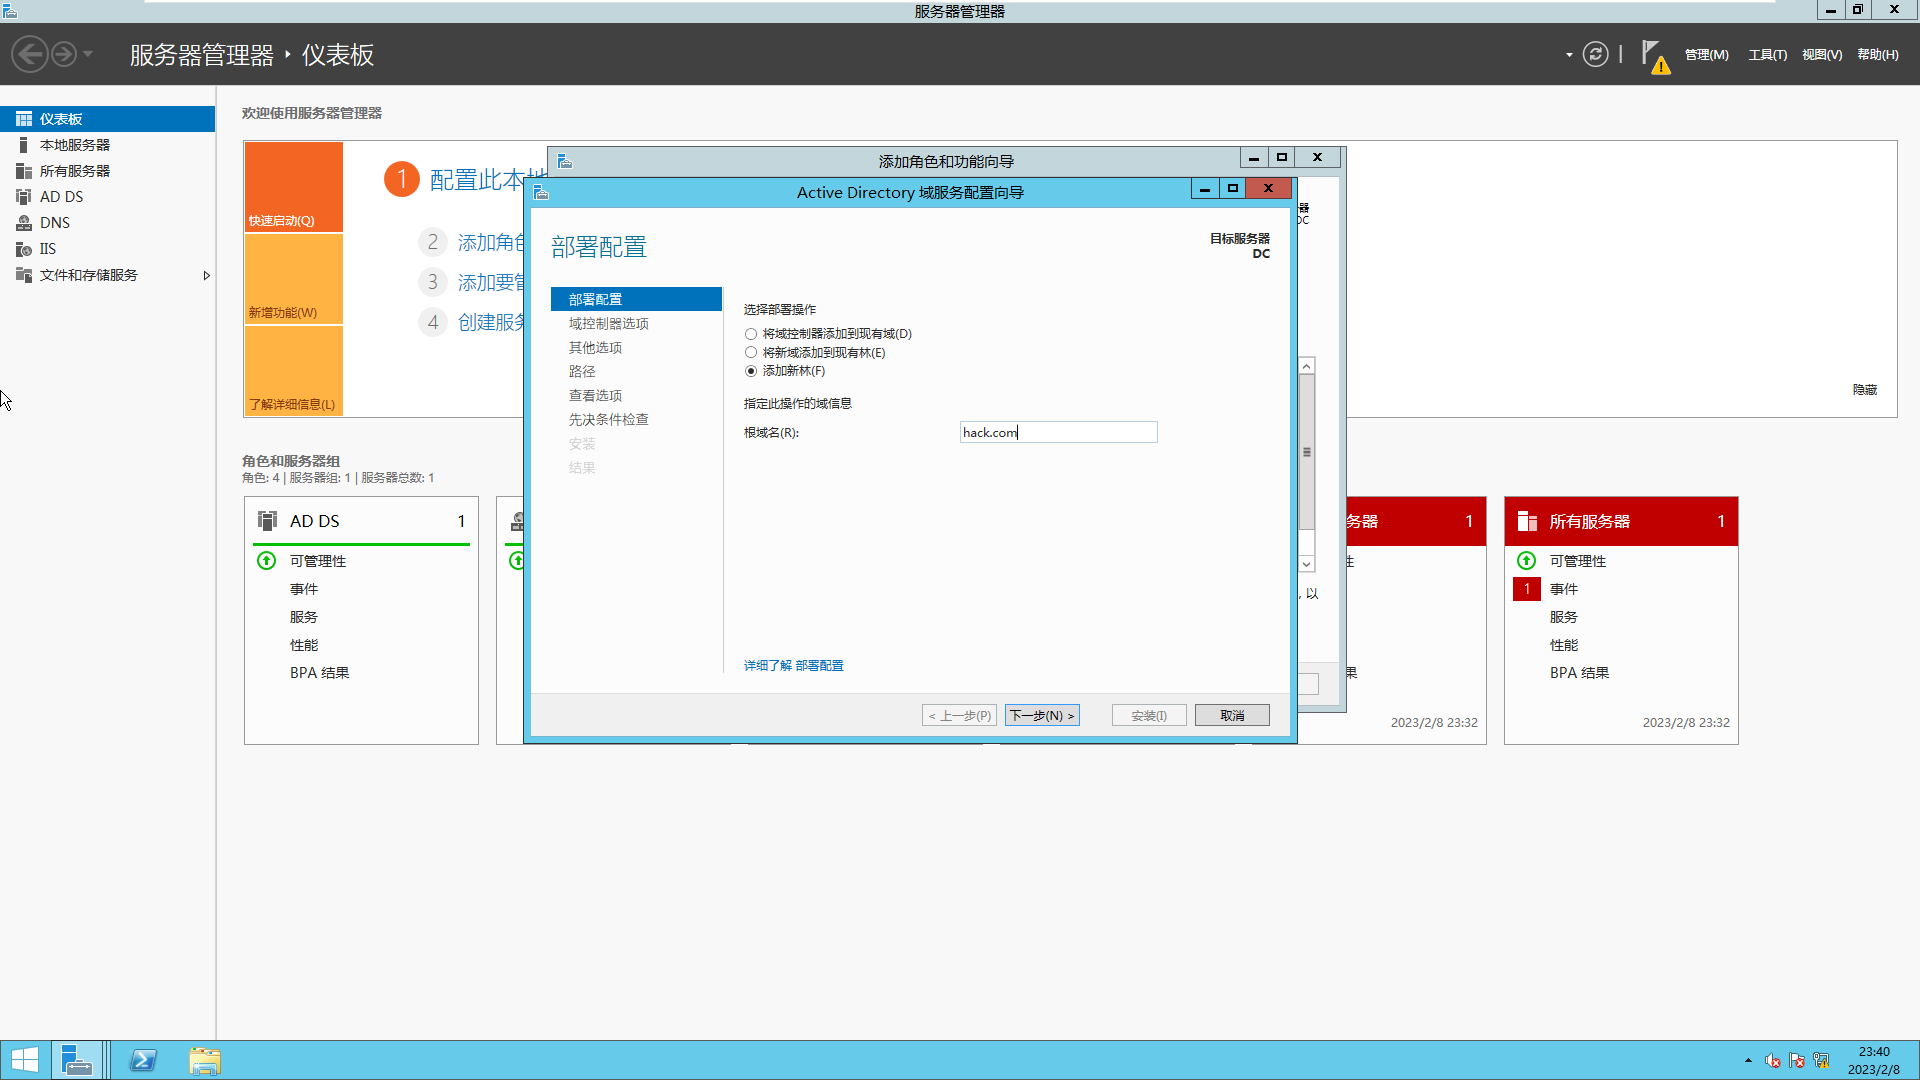 服务器管理器
服务器管理器 · 仪表板
管理(M) 工具(T) 视图(V) 帮助(H)
仪表板
本地服务器
所有服务器
AD DS
DNS
IIS
文件和存储服务
欢迎使用服务器管理器
快速启动(Q)
新增功能(W)
了解详细信息(L)
1 配置此本地
2 添加角色
3 添加要管
4 创建服务
隐藏
添加角色和功能向导
器
DC
, 以
Active Directory 域服务配置向导
部署配置
目标服务器
DC
部署配置
域控制器选项
其他选项
路径
查看选项
先决条件检查
安装
结果
选择部署操作
将域控制器添加到现有域(D)
将新域添加到现有林(E)
添加新林(F)
指定此操作的域信息
根域名(R):
hack.com
详细了解 部署配置
< 上一步(P)
下一步(N) >
安装(I)
取消
角色和服务器组
角色: 4 | 服务器组: 1 | 服务器总数: 1
AD DS 1
可管理性
事件
服务
性能
BPA 结果
务器 1
性
果
2023/2/8 23:32
所有服务器 1
可管理性
1 事件
服务
性能
BPA 结果
2023/2/8 23:32
23:40
2023/2/8